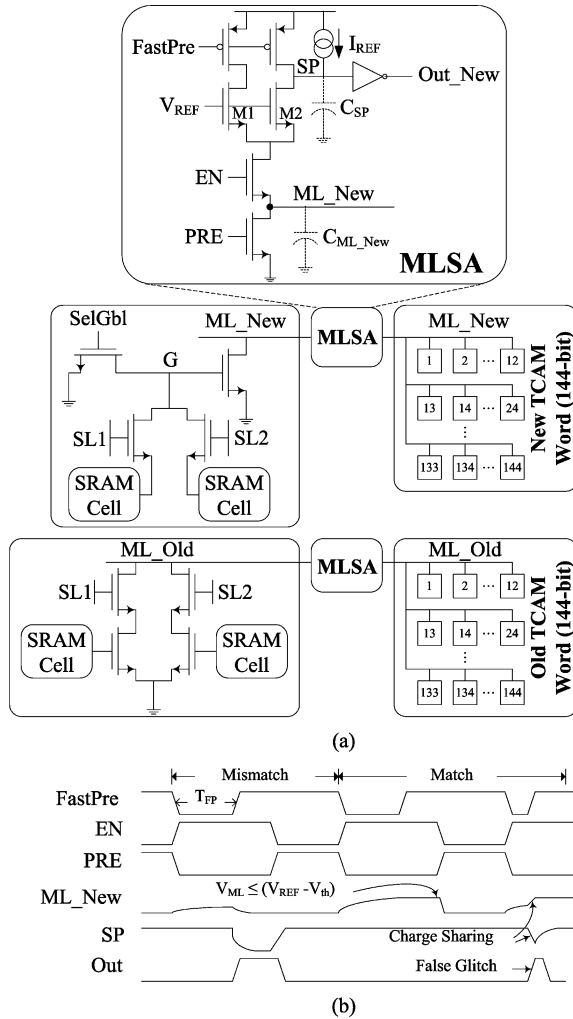 FastPre
I_REF
SP
Out_New
V_REF
M1
M2
C_SP
EN
ML_New
PRE
C_ML_New
MLSA
SelGbl
ML_New
MLSA
ML_New
G
1 2 ··· 12
13 14 ··· 24
⋮
133 134 ··· 144
New TCAM
Word (144-bit)
SL1
SL2
SRAM
Cell
SRAM
Cell
ML_Old
MLSA
ML_Old
SL1
SL2
SRAM
Cell
SRAM
Cell
1 2 ··· 12
13 14 ··· 24
⋮
133 134 ··· 144
Old TCAM
Word (144-bit)
(a)
Mismatch
Match
FastPre
T_FP
EN
PRE
ML_New
V_ML ≤ (V_REF -V_th)
SP
Charge Sharing
Out
False Glitch
(b)